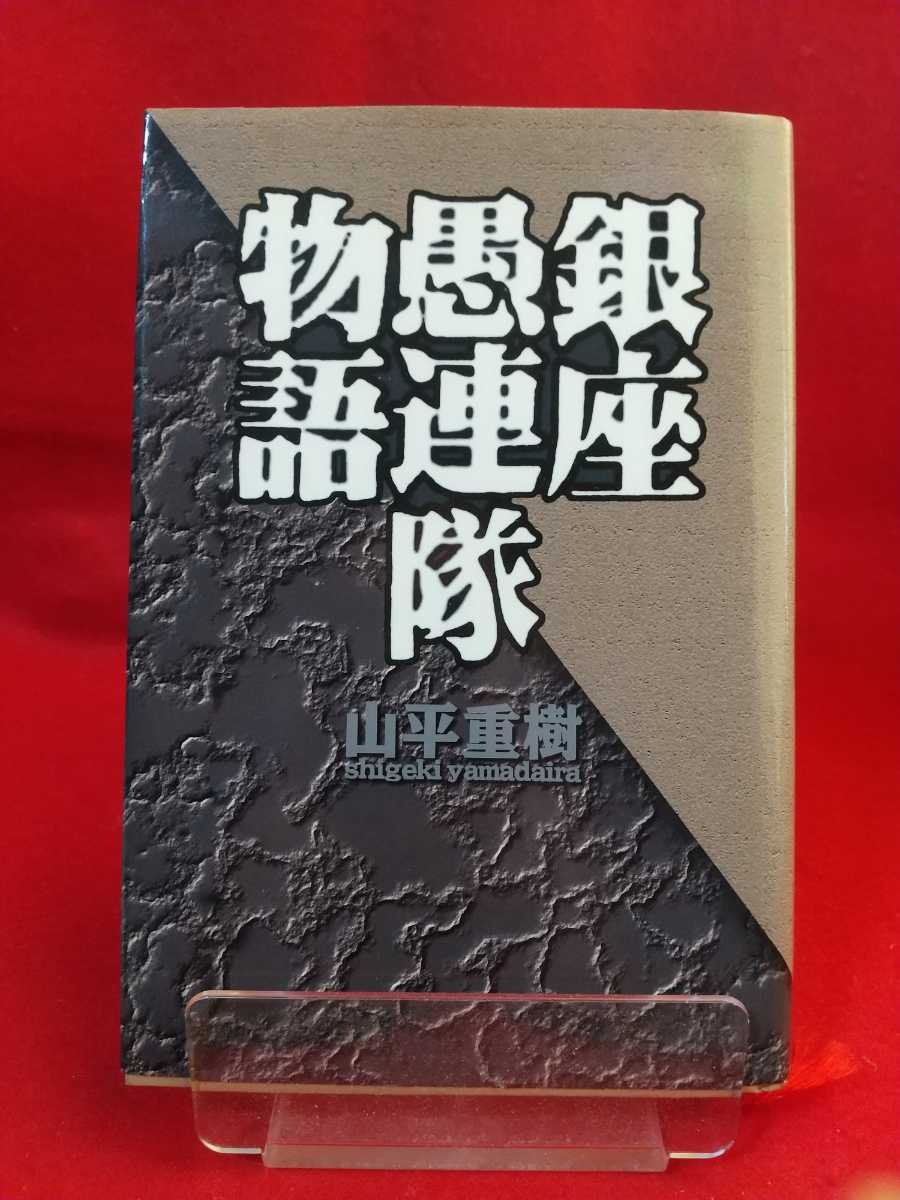 銀座
愚連隊
物語
山平重樹
shigeki yamadaira